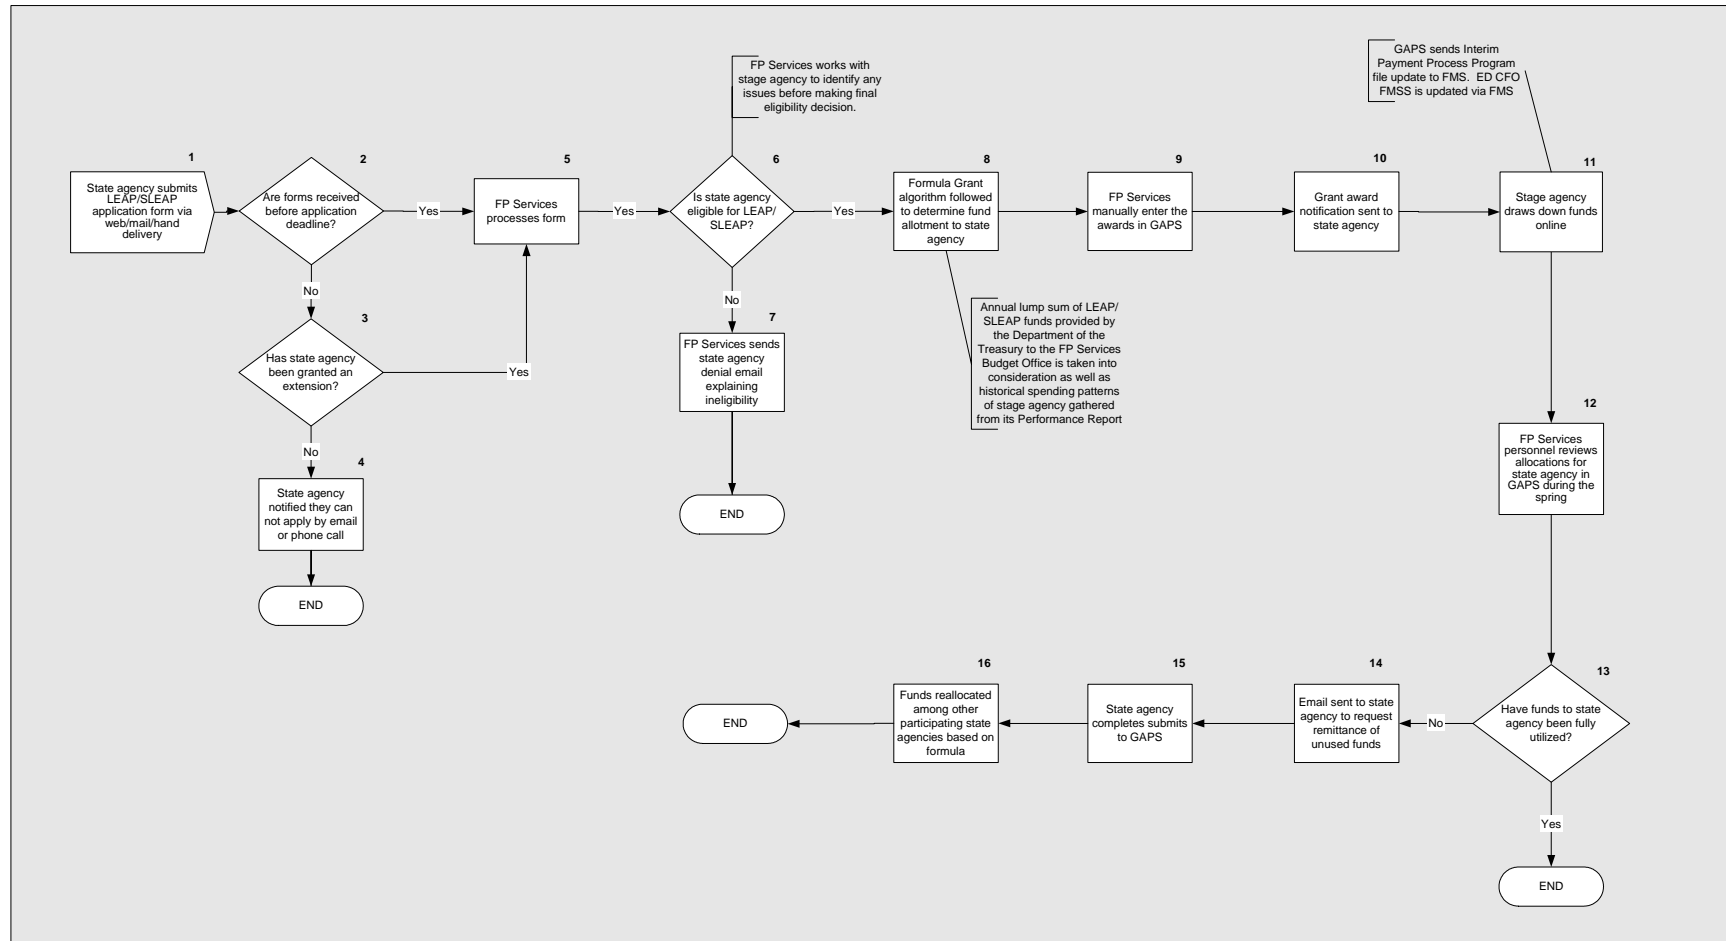 1
State agency submits
LEAP/SLEAP
application form via
web/mail/hand
delivery
2
Are forms received
before application
deadline?
Yes
No
3
Has state agency
been granted an
extension?
Yes
No
4
State agency
notified they can
not apply by email
or phone call
END
5
FP Services
processes form
Yes
FP Services works with
stage agency to identify any
issues before making final
eligibility decision.
6
Is state agency
eligible for LEAP/
SLEAP?
Yes
No
7
FP Services sends
state agency
denial email
explaining
ineligibility
END
8
Formula Grant
algorithm followed
to determine fund
allotment to state
agency
Annual lump sum of LEAP/
SLEAP funds provided by
the Department of the
Treasury to the FP Services
Budget Office is taken into
consideration as well as
historical spending patterns
of stage agency gathered
from its Performance Report
9
FP Services
manually enter the
awards in GAPS
10
Grant award
notification sent to
state agency
GAPS sends Interim
Payment Process Program
file update to FMS.  ED CFO
FMSS is updated via FMS
11
Stage agency
draws down funds
online
12
FP Services
personnel reviews
allocations for
state agency in
GAPS during the
spring
13
Have funds to state
agency been fully
utilized?
No
14
Email sent to state
agency to request
remittance of
unused funds
15
State agency
completes submits
to GAPS
16
Funds reallocated
among other
participating state
agencies based on
formula
END
Yes
END